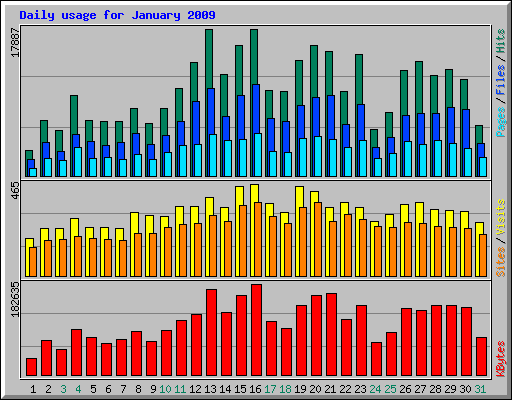 Daily usage for January 2009
17887
Pages / Files / Hits
465
Sites / Visits
182635
KBytes
1 2 3 4 5 6 7 8 9 10 11 12 13 14 15 16 17 18 19 20 21 22 23 24 25 26 27 28 29 30 31